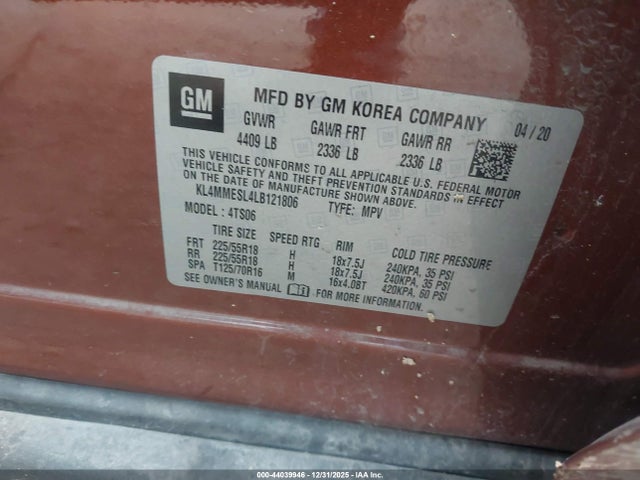 GM
MFD BY GM KOREA COMPANY 04/20
GVWR GAWR FRT GAWR RR
4409 LB 2336 LB 2336 LB
THIS VEHICLE CONFORMS TO ALL APPLICABLE U.S. FEDERAL MOTOR
VEHICLE SAFETY AND THEFT PREVENTION STANDARDS IN EFFECT
ON THE DATE OF MANUFACTURE SHOWN ABOVE.
KL4MMESL4LB121806 TYPE: MPV
MODEL : 4TS06
TIRE SIZE SPEED RTG RIM COLD TIRE PRESSURE
FRT 225/55R18 H 18x7.5J 240KPA, 35 PSI
RR 225/55R18 H 18x7.5J 240KPA, 35 PSI
SPA T125/70R16 M 16x4.0BT 420KPA, 60 PSI
SEE OWNER'S MANUAL FOR MORE INFORMATION.
000-44039946 - 12/31/2025 - IAA Inc.